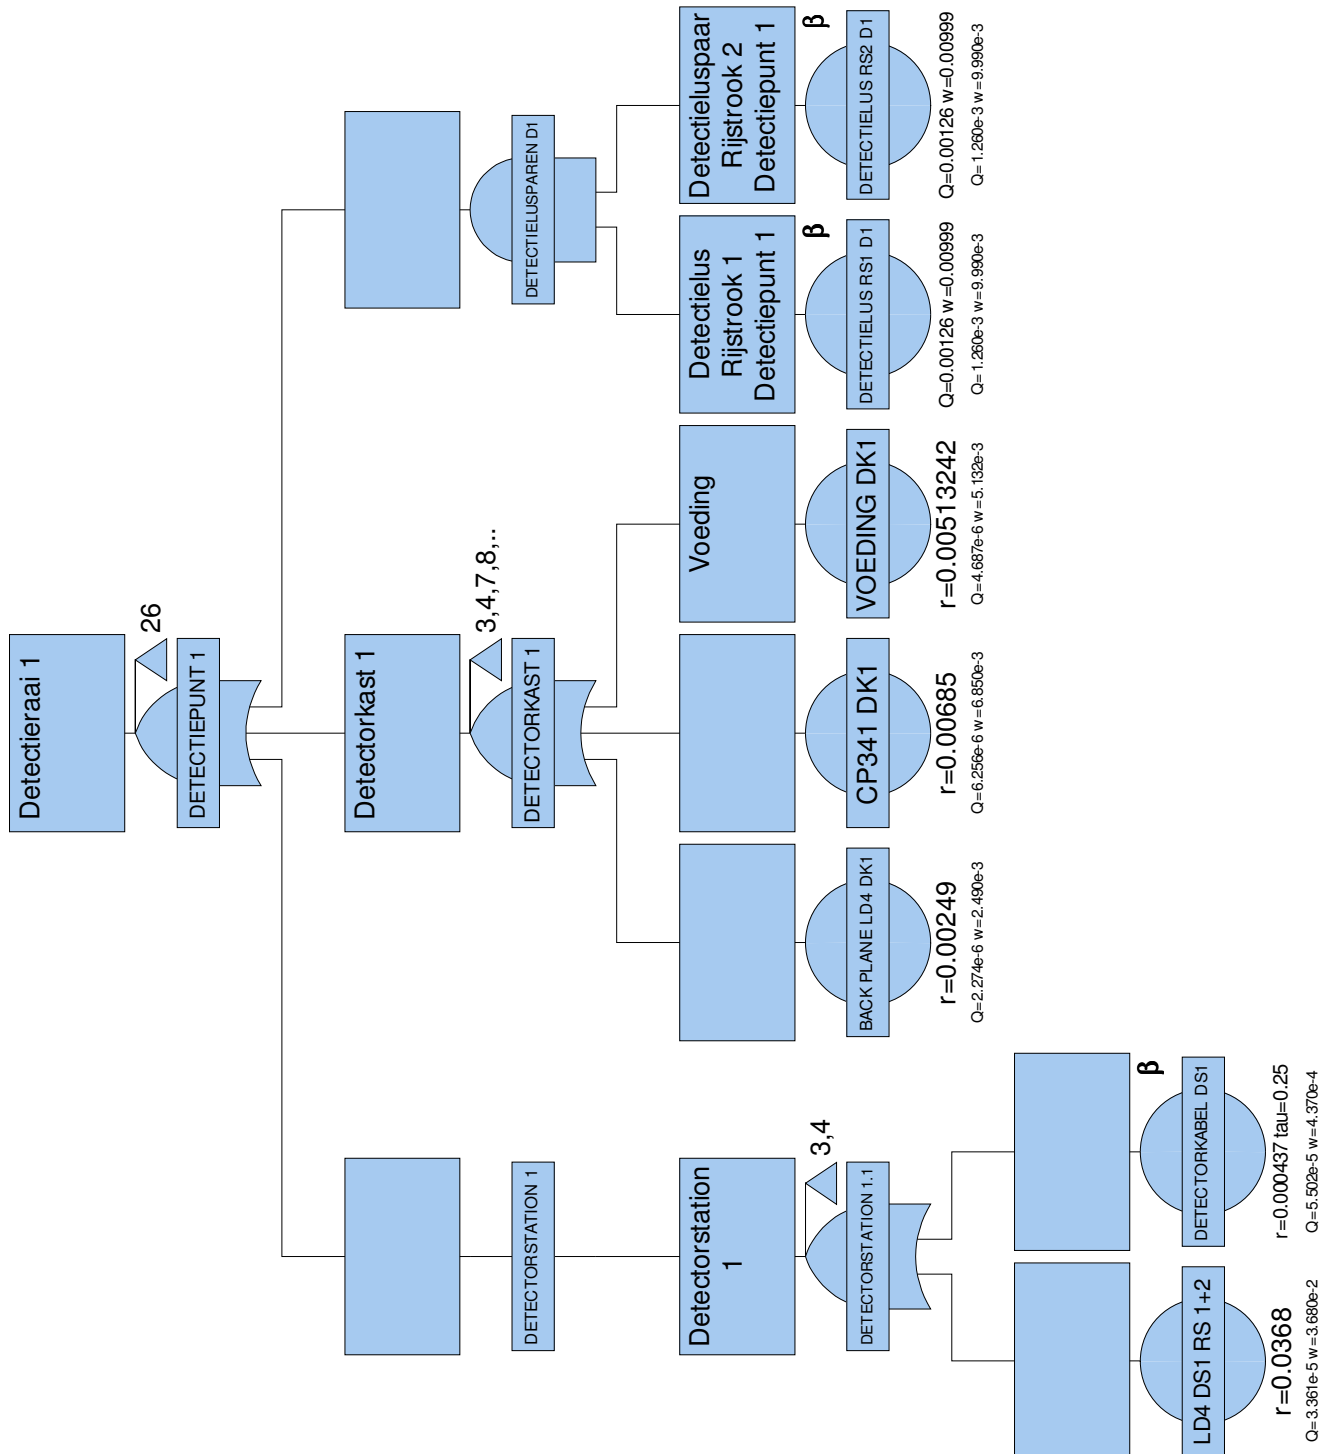 Detectieraai 1
26
DETECTIEPUNT 1
Detectorkast 1
DETECTORSTATION 1
3,4,7,8,..
DETECTORKAST 1
DETECTIELUSPAREN D1
Detectorstation
1
3,4
DETECTORSTATION 1.1
BACK PLANE LD4 DK1
r=0.00249
Q=2.274e-6 w=2.490e-3
CP341 DK1
r=0.00685
Q=6.256e-6 w=6.850e-3
Voeding
VOEDING DK1
r=0.00513242
Q=4.687e-6 w=5.132e-3
Detectielus
Rijstrook 1
Detectiepunt 1
β
DETECTIELUS RS1 D1
Q=0.00126 w=0.00999
Q=1.260e-3 w=9.990e-3
Detectieluspaar
Rijstrook 2
Detectiepunt 1
β
DETECTIELUS RS2 D1
Q=0.00126 w=0.00999
Q=1.260e-3 w=9.990e-3
LD4 DS1 RS 1+2
r=0.0368
Q=3.361e-5 w=3.680e-2
β
DETECTORKABEL DS1
r=0.000437 tau=0.25
Q=5.502e-5 w=4.370e-4